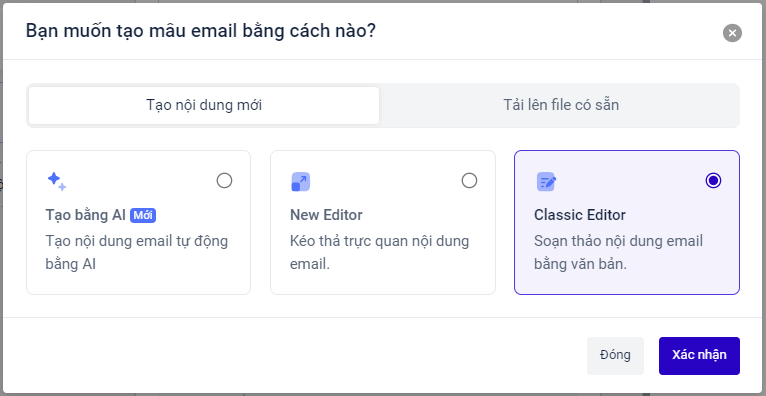 Bạn muốn tạo mâu email bằng cách nào?
Tạo nội dung mới
Tải lên file có sẵn
Tạo bằng AI Mới
Tạo nội dung email tự động
bằng AI
New Editor
Kéo thả trực quan nội dung
email.
Classic Editor
Soạn thảo nội dung email
bằng văn bản.
Đóng
Xác nhận